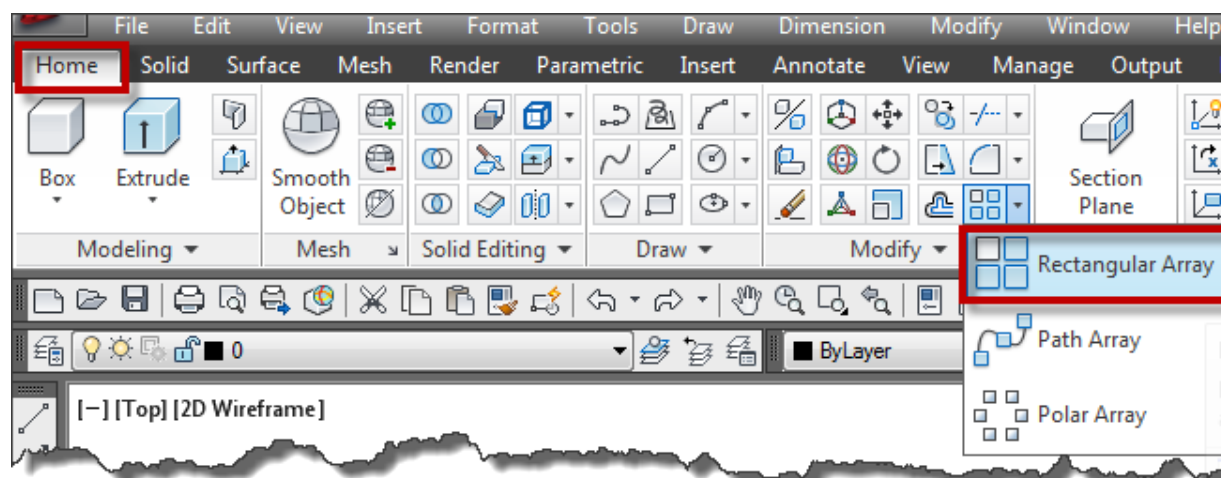 File Edit View Insert Format Tools Draw Dimension Modify Window Help
Home Solid Surface Mesh Render Parametric Insert Annotate View Manage Output
Box Extrude Smooth Object Section Plane
Modeling Mesh Solid Editing Draw Modify
Rectangular Array
0 ByLayer
Path Array
[−] [Top] [2D Wireframe]
Polar Array